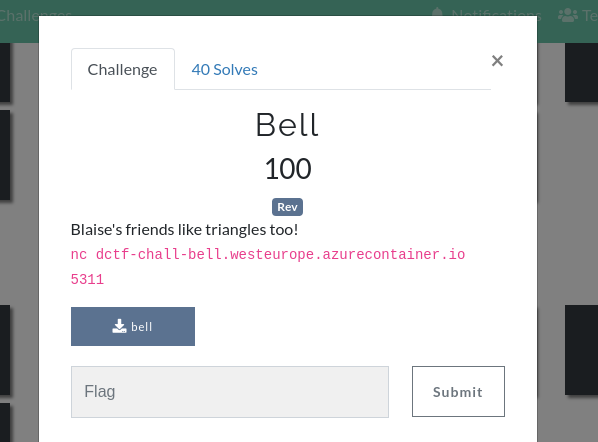 Challenges
Notifications
Te
Challenge
40 Solves
×
Bell
100
Rev
Blaise's friends like triangles too!
nc dctf-chall-bell.westeurope.azurecontainer.io
5311
bell
Flag
Submit